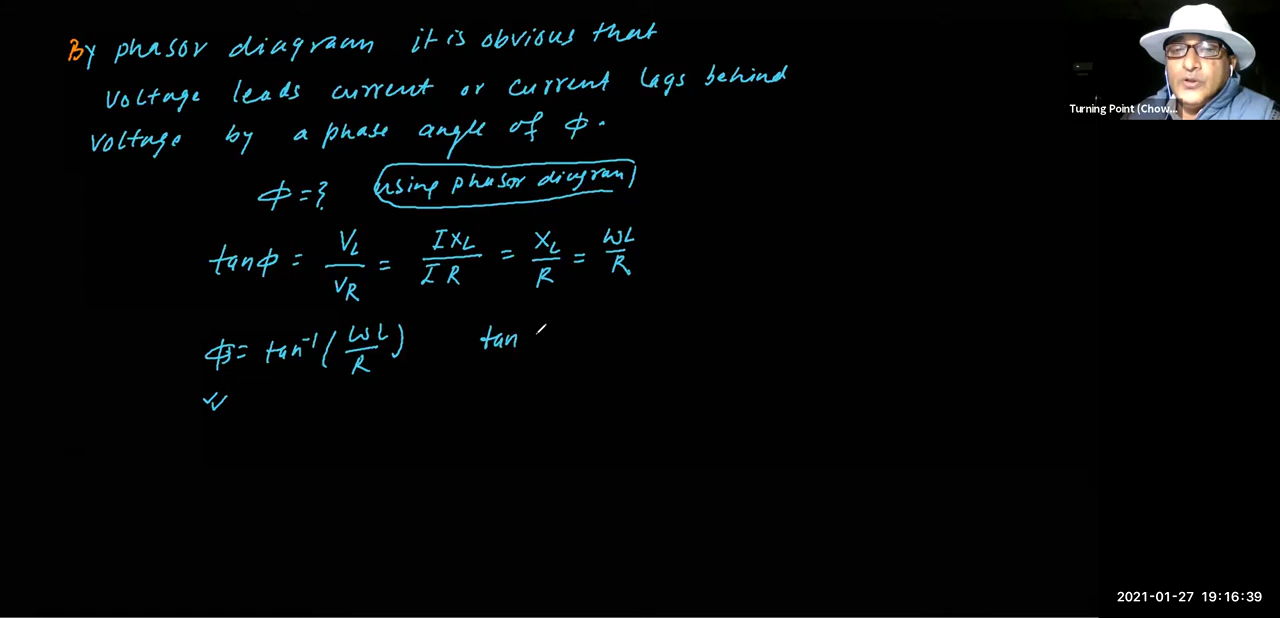 By phasor diagram it is obvious that
voltage leads current or current lags behind
voltage by a phase angle of Φ.
Φ = ? (using phasor diagram)
tanΦ = V_L / V_R = I X_L / I R = X_L / R = ωL / R
Φ = tan⁻¹ (ωL / R) tan
Turning Point (Chow...
2021-01-27 19:16:39